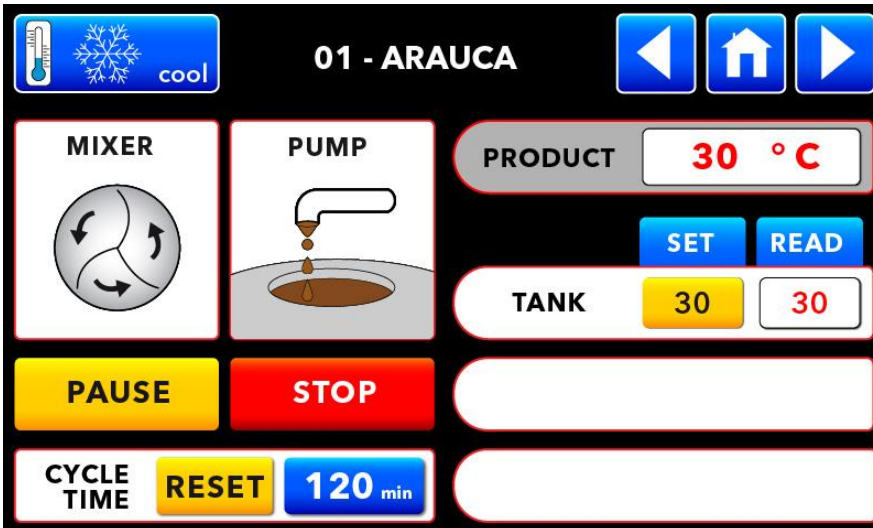 cool
01 - ARAUCA
MIXER
PUMP
PRODUCT 30 °C
SET READ
TANK 30 30
PAUSE STOP
CYCLE
TIME
RESET
120 min